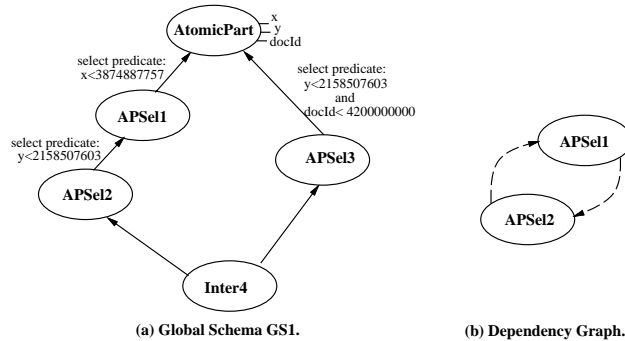 AtomicPart
x
y
docId
select predicate:
x<3874887757
select predicate:
y<2158507603
and
docId< 4200000000
APSel1
select predicate:
y<2158507603
APSel3
APSel2
Inter4
(a) Global Schema GS1.
APSel1
APSel2
(b) Dependency Graph.